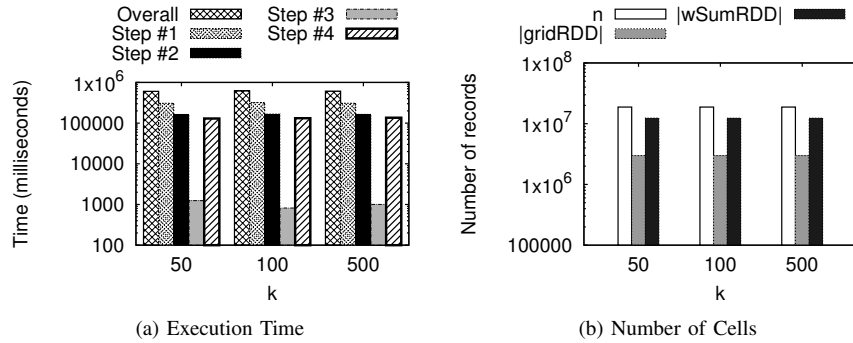 Overall
Step #1
Step #2
Step #3
Step #4
1x10^6
100000
10000
1000
100
Time (milliseconds)
50 100 500
k
(a) Execution Time
n
|gridRDD|
|wSumRDD|
1x10^8
1x10^7
1x10^6
100000
Number of records
50 100 500
k
(b) Number of Cells